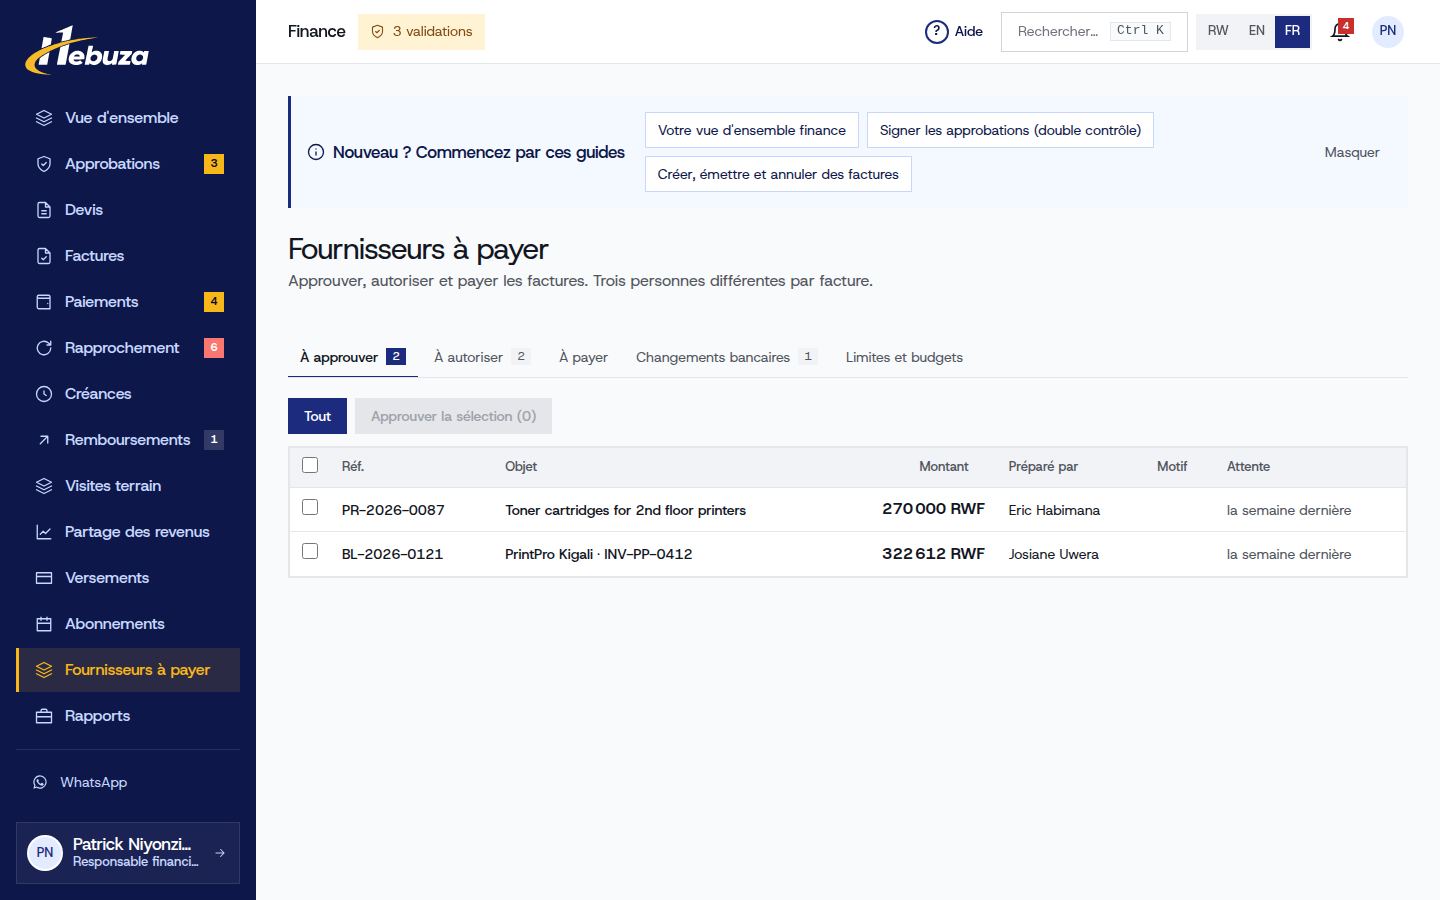 Hebuza
Vue d'ensemble
Approbations 3
Devis
Factures
Paiements 4
Rapprochement 6
Créances
Remboursements 1
Visites terrain
Partage des revenus
Versements
Abonnements
Fournisseurs à payer
Rapports
WhatsApp
PN Patrick Niyonzi...
Responsable financi...
Finance 3 validations
? Aide Rechercher... Ctrl K RW EN FR 4 PN
Nouveau ? Commencez par ces guides
Votre vue d'ensemble finance
Signer les approbations (double contrôle)
Créer, émettre et annuler des factures
Masquer
Fournisseurs à payer
Approuver, autoriser et payer les factures. Trois personnes différentes par facture.
À approuver 2 À autoriser 2 À payer Changements bancaires 1 Limites et budgets
Tout Approuver la sélection (0)
Réf. Objet Montant Préparé par Motif Attente
PR-2026-0087 Toner cartridges for 2nd floor printers 270 000 RWF Eric Habimana la semaine dernière
BL-2026-0121 PrintPro Kigali · INV-PP-0412 322 612 RWF Josiane Uwera la semaine dernière